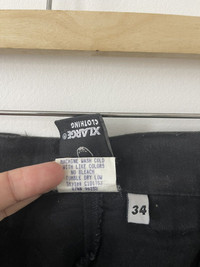 XLARGE®
CLOTHING
MACHINE WASH COLD
WITH LIKE COLORS
NO BLEACH
TUMBLE DRY LOW
34